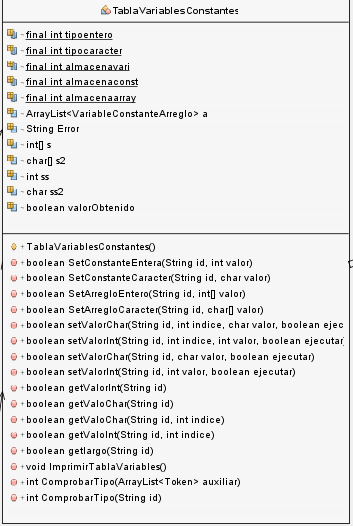 TablaVariablesConstantes
~ final int tipoentero
~ final int tipocaracter
~ final int almacenavari
~ final int almacenaconst
~ final int almacenaarray
~ ArrayList<VariableConstanteArreglo> a
~ String Error
~ int[] s
~ char[] s2
~ int ss
~ char ss2
~ boolean valorObtenido
+ TablaVariablesConstantes()
+ boolean SetConstanteEntera(String id, int valor)
+ boolean SetConstanteCaracter(String id, char valor)
+ boolean SetArregloEntero(String id, int[] valor)
+ boolean SetArregloCaracter(String id, char[] valor)
+ boolean setValorChar(String id, int indice, char valor, boolean ejec
+ boolean setValorInt(String id, int indice, int valor, boolean ejecutar
+ boolean setValorChar(String id, char valor, boolean ejecutar)
+ boolean setValorInt(String id, int valor, boolean ejecutar)
+ boolean getValorInt(String id)
+ boolean getValoChar(String id)
+ boolean getValoChar(String id, int indice)
+ boolean getValoInt(String id, int indice)
+ boolean getlargo(String id)
+ void ImprimirTablaVariables()
+ int ComprobarTipo(ArrayList<Token> auxiliar)
+ int ComprobarTipo(String id)